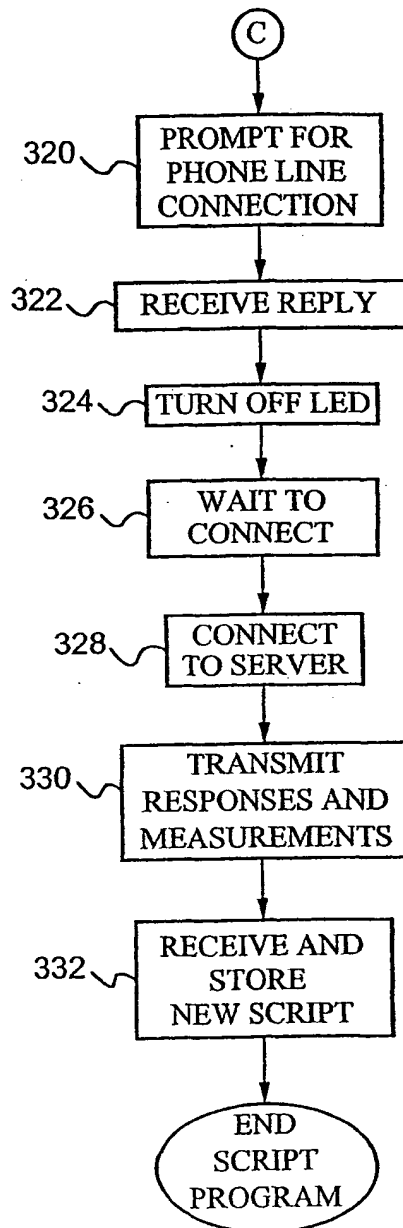 C
320
PROMPT FOR
PHONE LINE
CONNECTION
322
RECEIVE REPLY
324
TURN OFF LED
326
WAIT TO
CONNECT
328
CONNECT
TO SERVER
330
TRANSMIT
RESPONSES AND
MEASUREMENTS
332
RECEIVE AND
STORE
NEW SCRIPT
END
SCRIPT
PROGRAM